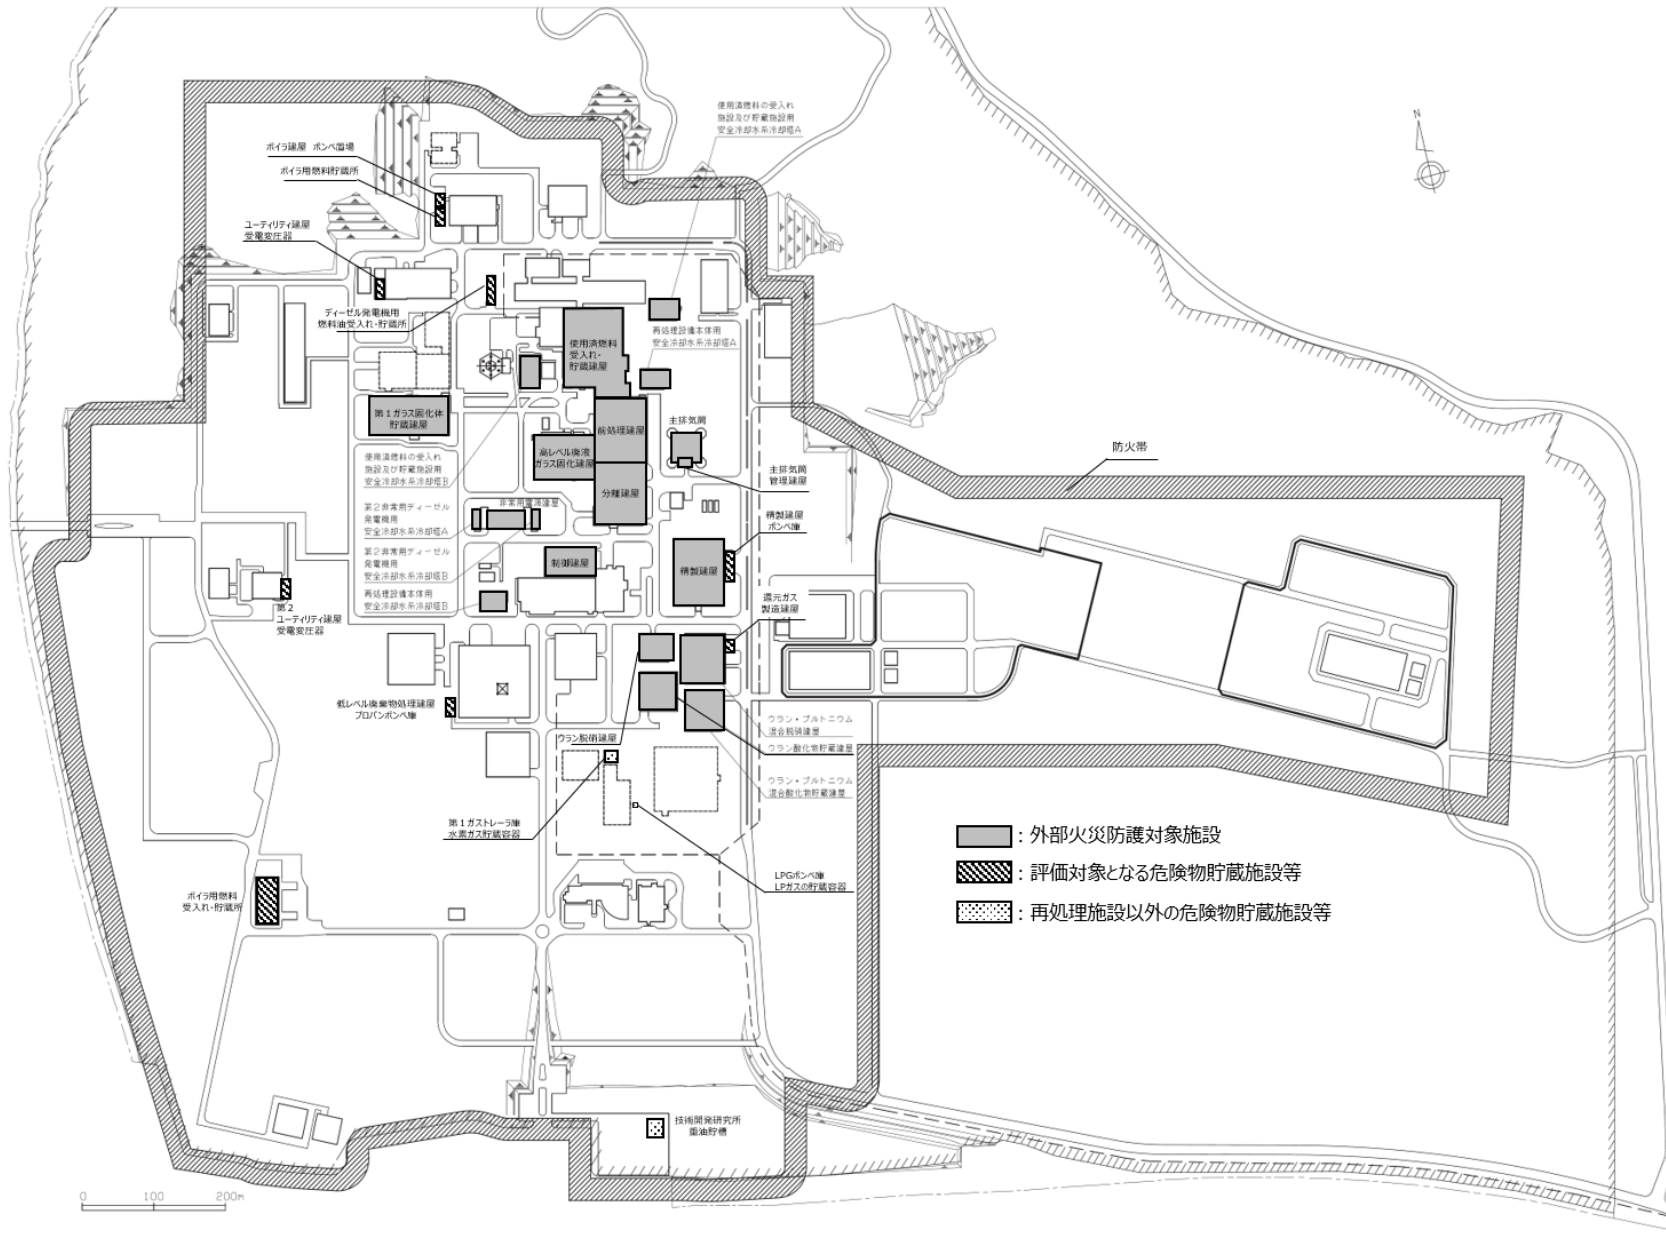 N
使用済燃料の受入れ
施設及び貯蔵施設用
安全冷却水系冷却塔A
ボイラ建屋 ボンベ置場
ボイラ用燃料貯蔵所
ユーティリティ建屋
受電変圧器
ディーゼル発電機用
燃料油受入れ・貯蔵所
再処理設備本体用
安全冷却水系冷却塔A
使用済燃料
受入れ・
貯蔵建屋
第1ガラス固化体
貯蔵建屋
前処理建屋
主排気筒
高レベル廃液
ガラス固化建屋
防火帯
使用済燃料の受入れ
施設及び貯蔵施設用
安全冷却水系冷却塔B
主排気筒
管理建屋
分離建屋
非常用電源建屋
第2非常用ディーゼル
発電機用
安全冷却水系冷却塔A
精製建屋
ボンベ庫
第2非常用ディーゼル
発電機用
安全冷却水系冷却塔B
制御建屋
精製建屋
再処理設備本体用
安全冷却水系冷却塔B
還元ガス
製造建屋
第2
ユーティリティ建屋
受電変圧器
低レベル廃棄物処理建屋
プロパンボンベ庫
ウラン脱硝建屋
ウラン・プルトニウム
混合脱硝建屋
ウラン酸化物貯蔵建屋
ウラン・プルトニウム
混合酸化物貯蔵建屋
第1ガストレーラ庫
水素ガス貯蔵容器
LPGボンベ庫
LPガスの貯蔵容器
ボイラ用燃料
受入れ・貯蔵所
：外部火災防護対象施設
：評価対象となる危険物貯蔵施設等
：再処理施設以外の危険物貯蔵施設等
技術開発研究所
重油貯槽
0 100 200m